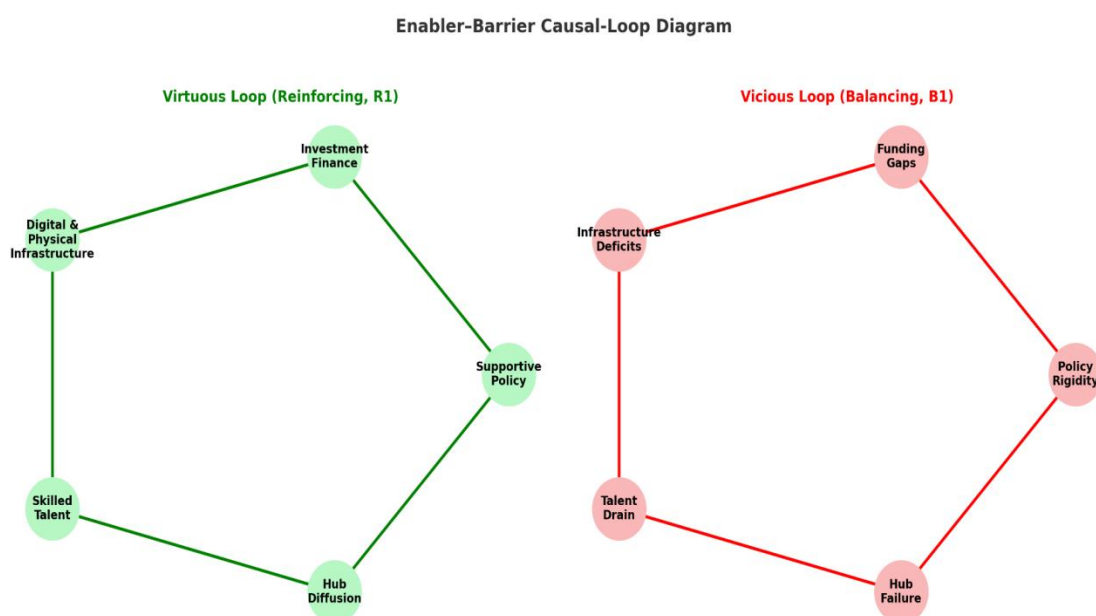 Enabler–Barrier Causal-Loop Diagram
Virtuous Loop (Reinforcing, R1)
Investment
Finance
Digital &
Physical
Infrastructure
Supportive
Policy
Skilled
Talent
Hub
Diffusion
Vicious Loop (Balancing, B1)
Funding
Gaps
Infrastructure
Deficits
Policy
Rigidity
Talent
Drain
Hub
Failure